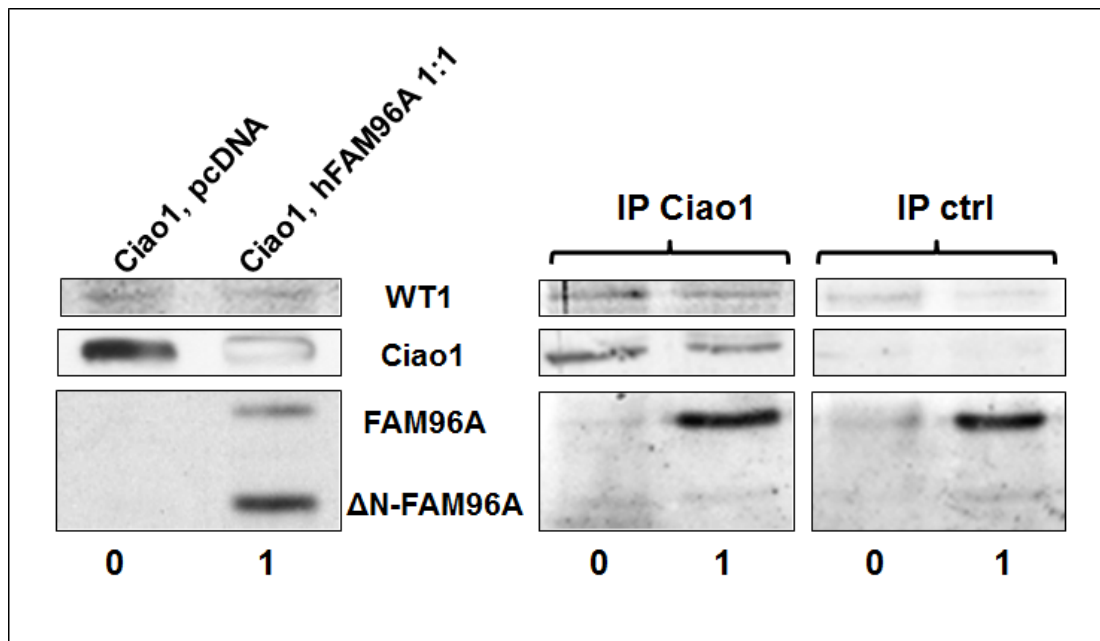 Ciao1, pcDNA
Ciao1, hFAM96A 1:1
IP Ciao1
IP ctrl
WT1
Ciao1
FAM96A
ΔN-FAM96A
0 1 0 1 0 1